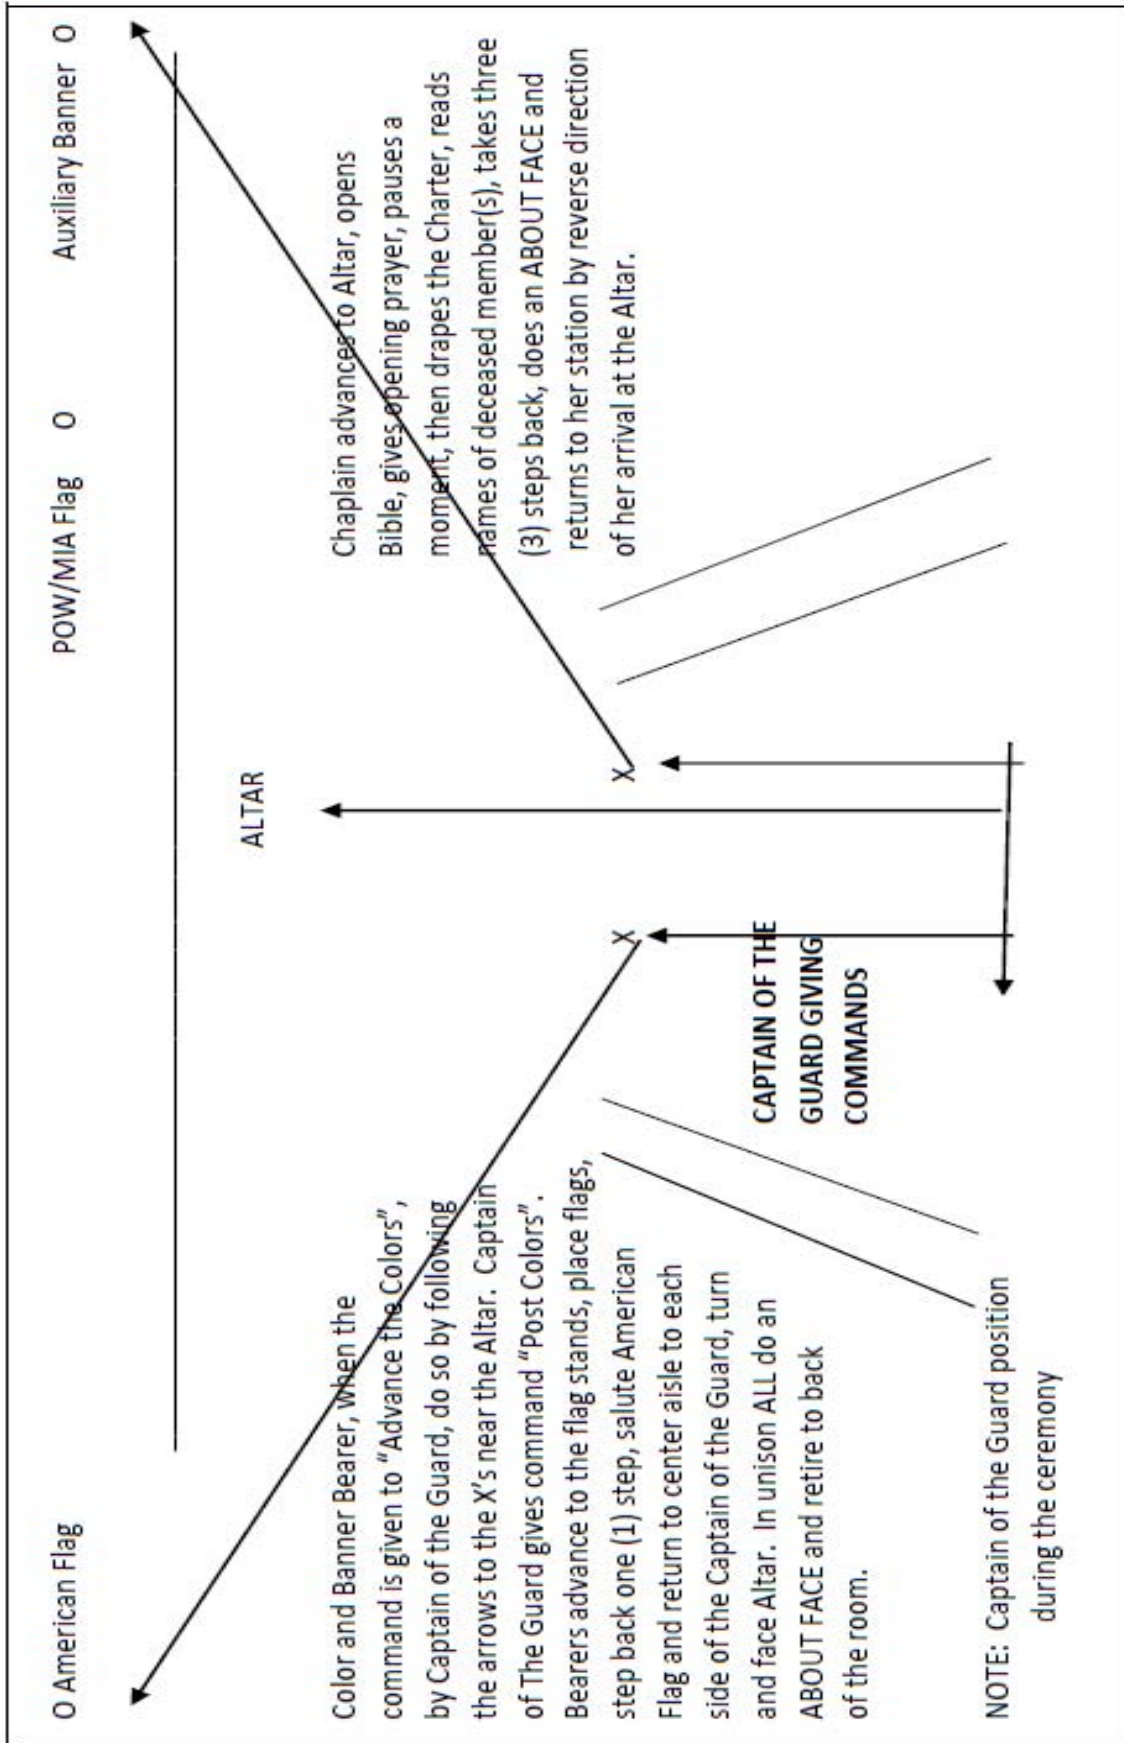 O American Flag POW/MIA Flag O Auxiliary Banner O
ALTAR
Chaplain advances to Altar, opens
Bible, gives opening prayer, pauses a
moment, then drapes the Charter, reads
names of deceased member(s), takes three
(3) steps back, does an ABOUT FACE and
returns to her station by reverse direction
of her arrival at the Altar.
Color and Banner Bearer, when the
command is given to “Advance the Colors”,
by Captain of the Guard, do so by following
the arrows to the X’s near the Altar. Captain
of The Guard gives command “Post Colors”.
Bearers advance to the flag stands, place flags,
step back one (1) step, salute American
Flag and return to center aisle to each
side of the Captain of the Guard, turn
and face Altar. In unison ALL do an
ABOUT FACE and retire to back
of the room.
X X
CAPTAIN OF THE
GUARD GIVING
COMMANDS
NOTE: Captain of the Guard position
during the ceremony